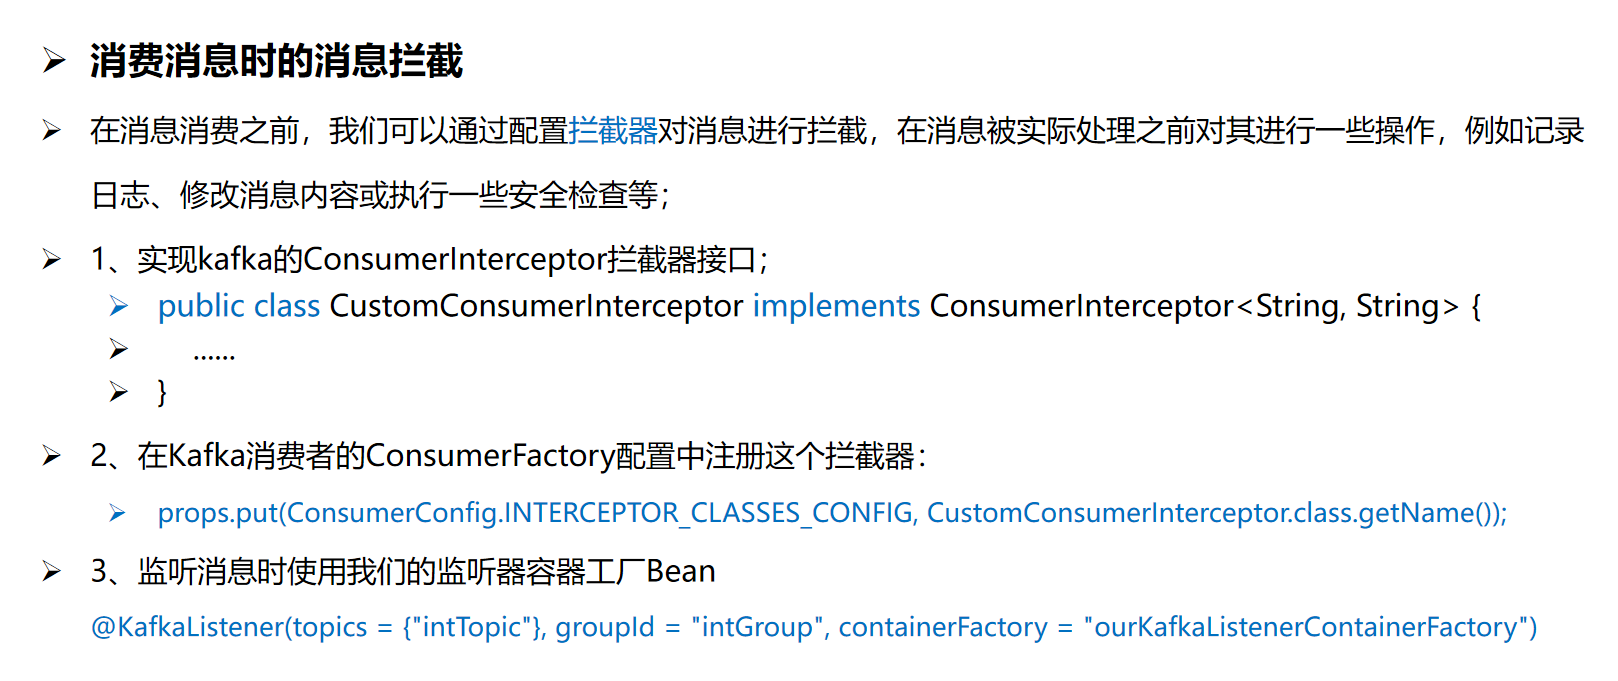 消费消息时的消息拦截
在消息消费之前，我们可以通过配置拦截器对消息进行拦截，在消息被实际处理之前对其进行一些操作，例如记录
日志、修改消息内容或执行一些安全检查等；
1、实现kafka的ConsumerInterceptor拦截器接口；
public class CustomConsumerInterceptor implements ConsumerInterceptor<String, String> {
......
}
2、在Kafka消费者的ConsumerFactory配置中注册这个拦截器：
props.put(ConsumerConfig.INTERCEPTOR_CLASSES_CONFIG, CustomConsumerInterceptor.class.getName());
3、监听消息时使用我们的监听器容器工厂Bean
@KafkaListener(topics = {"intTopic"}, groupId = "intGroup", containerFactory = "ourKafkaListenerContainerFactory")